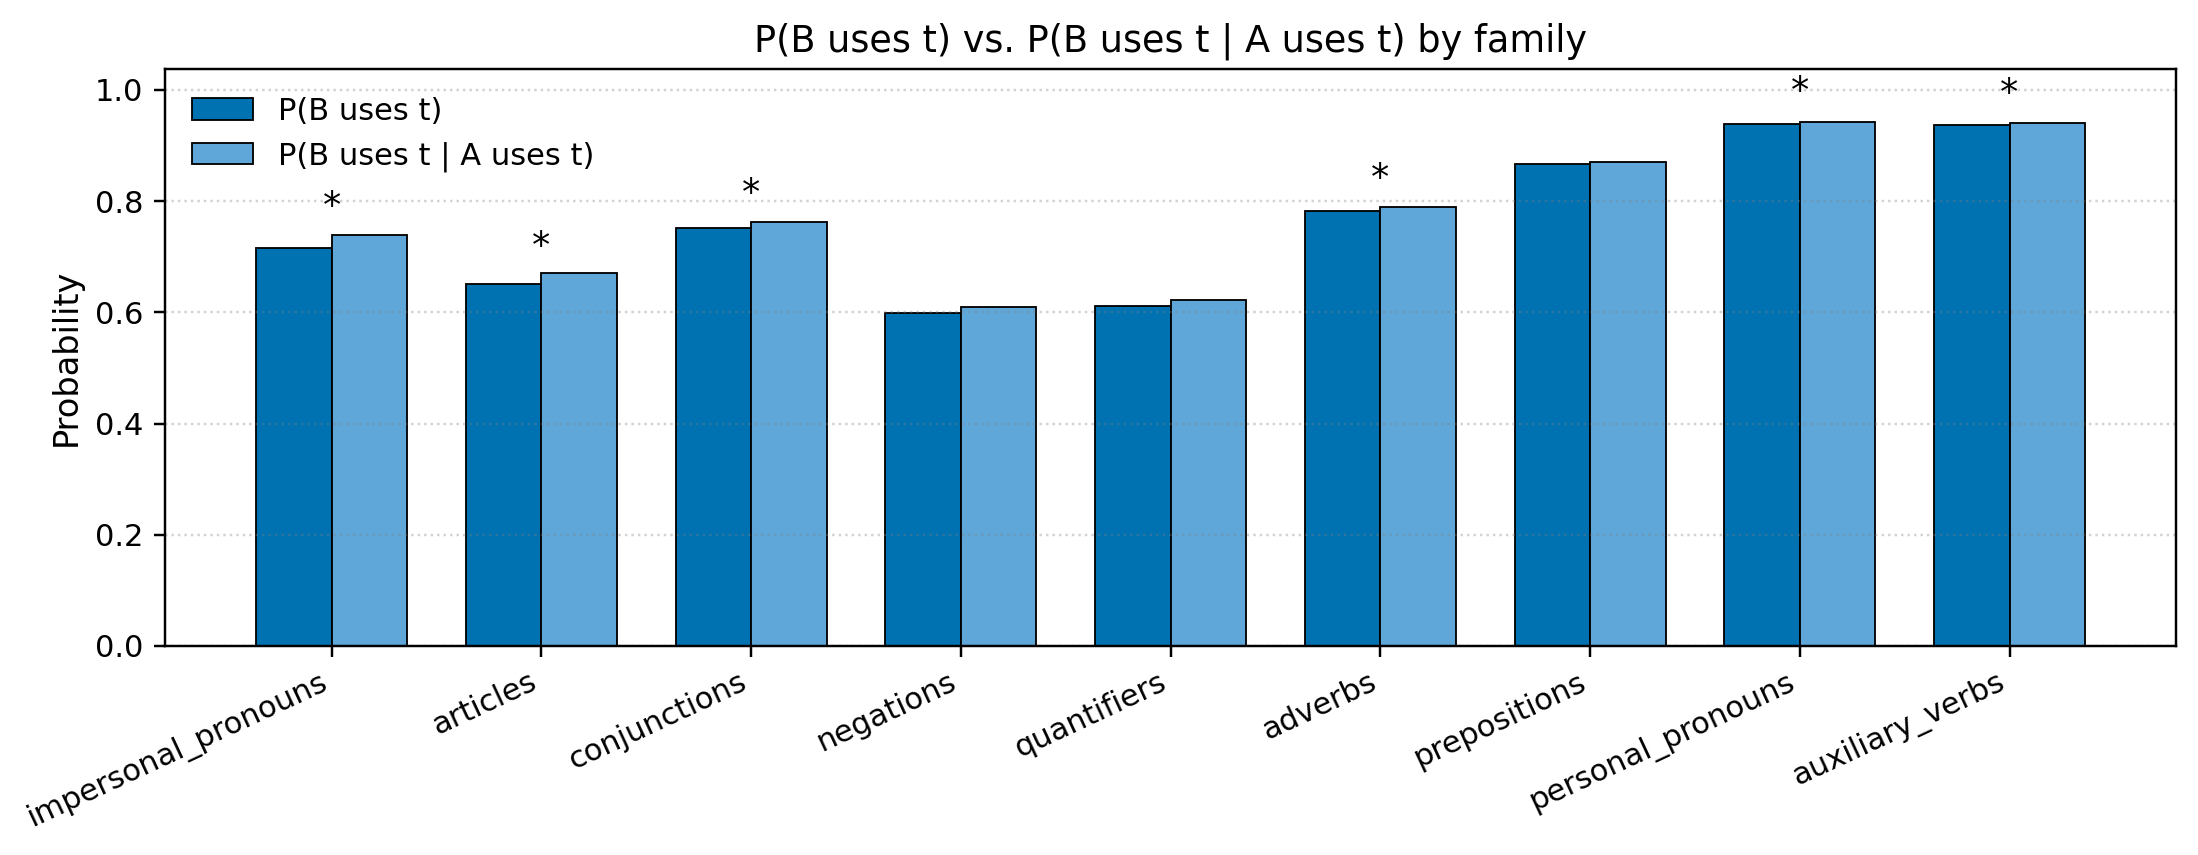 P(B uses t) vs. P(B uses t | A uses t) by family
P(B uses t)
P(B uses t | A uses t)
Probability
1.0
0.8
0.6
0.4
0.2
0.0
*
*
*
*
*
*
impersonal_pronouns
articles
conjunctions
negations
quantifiers
adverbs
prepositions
personal_pronouns
auxiliary_verbs